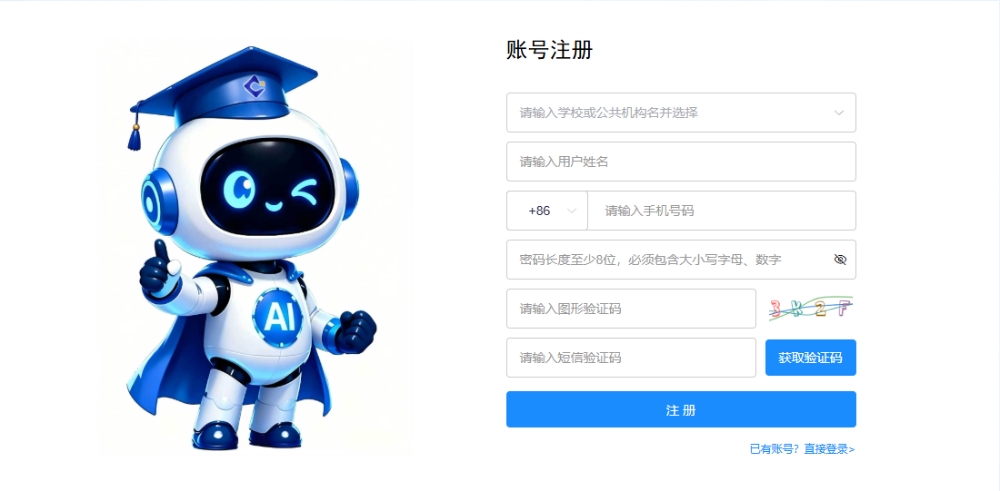 账号注册
请输入学校或公共机构名并选择
请输入用户姓名
+86 请输入手机号码
密码长度至少8位，必须包含大小写字母、数字
请输入图形验证码 3K2F
请输入短信验证码 获取验证码
注 册
已有账号？直接登录>
AI